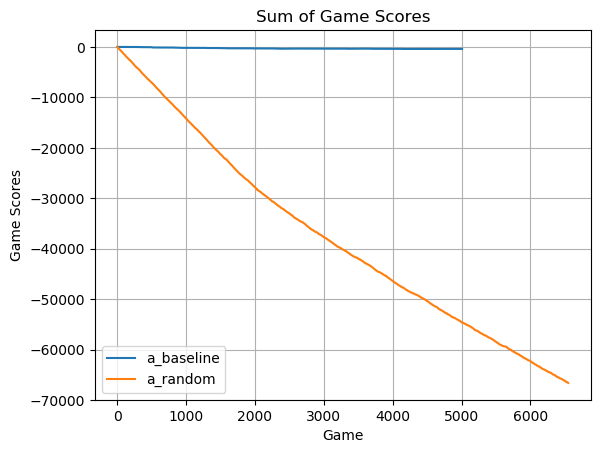 Sum of Game Scores
Game Scores
0
−10000
−20000
−30000
−40000
−50000
−60000
−70000
a_baseline
a_random
0 1000 2000 3000 4000 5000 6000
Game